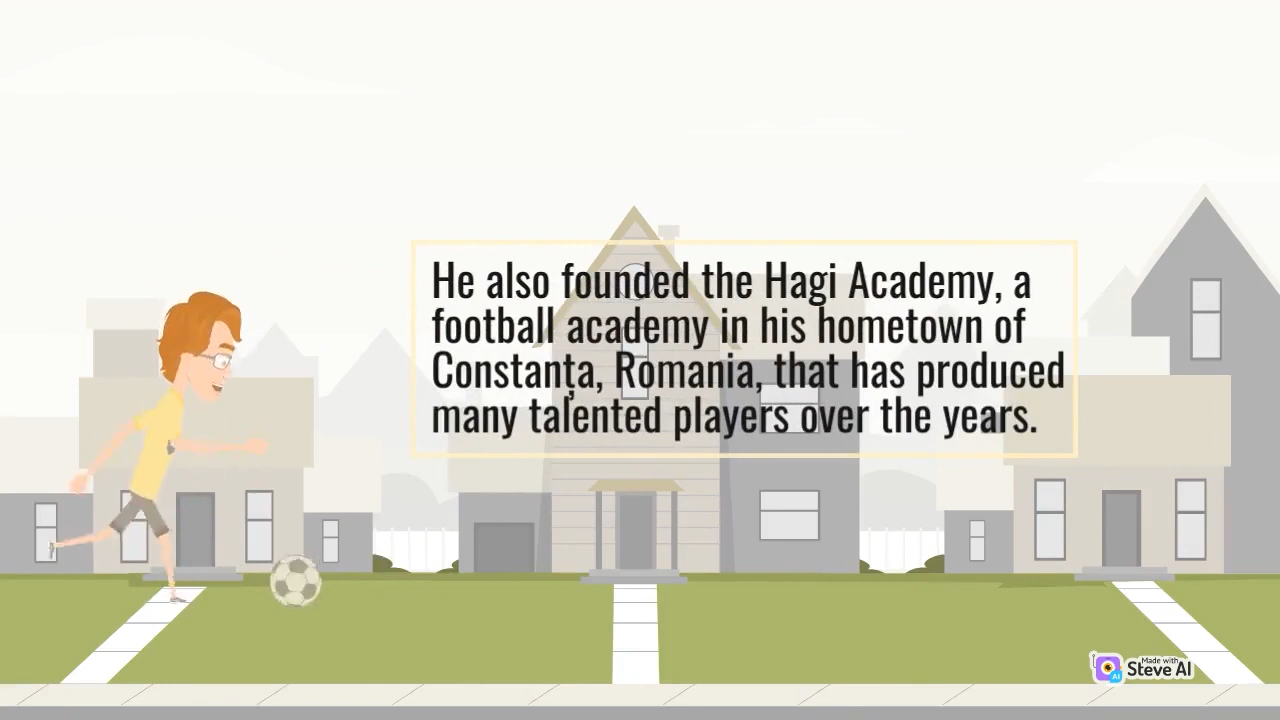 He also founded the Hagi Academy, a
football academy in his hometown of
Constanța, Romania, that has produced
many talented players over the years.
Made with
Steve AI
AI